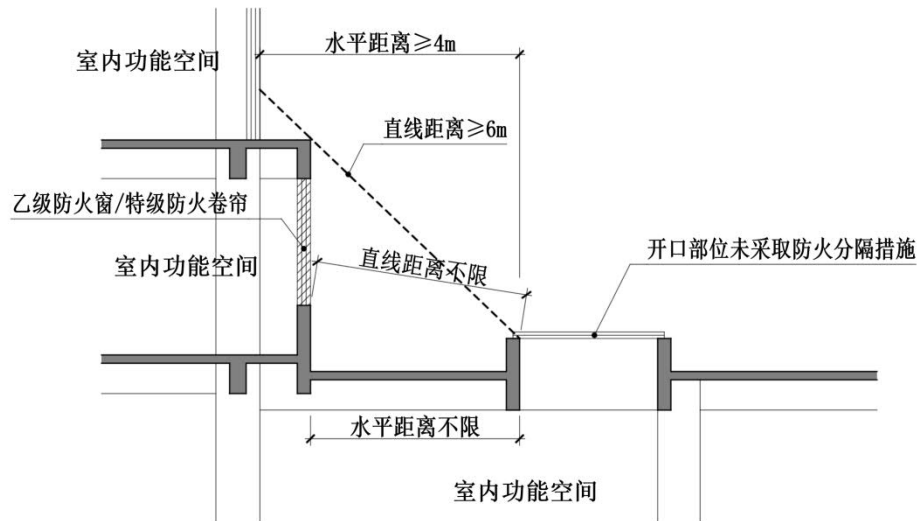 水平距离≥4m
室内功能空间
直线距离≥6m
乙级防火窗/特级防火卷帘
开口部位未采取防火分隔措施
室内功能空间
直线距离不限
水平距离不限
室内功能空间